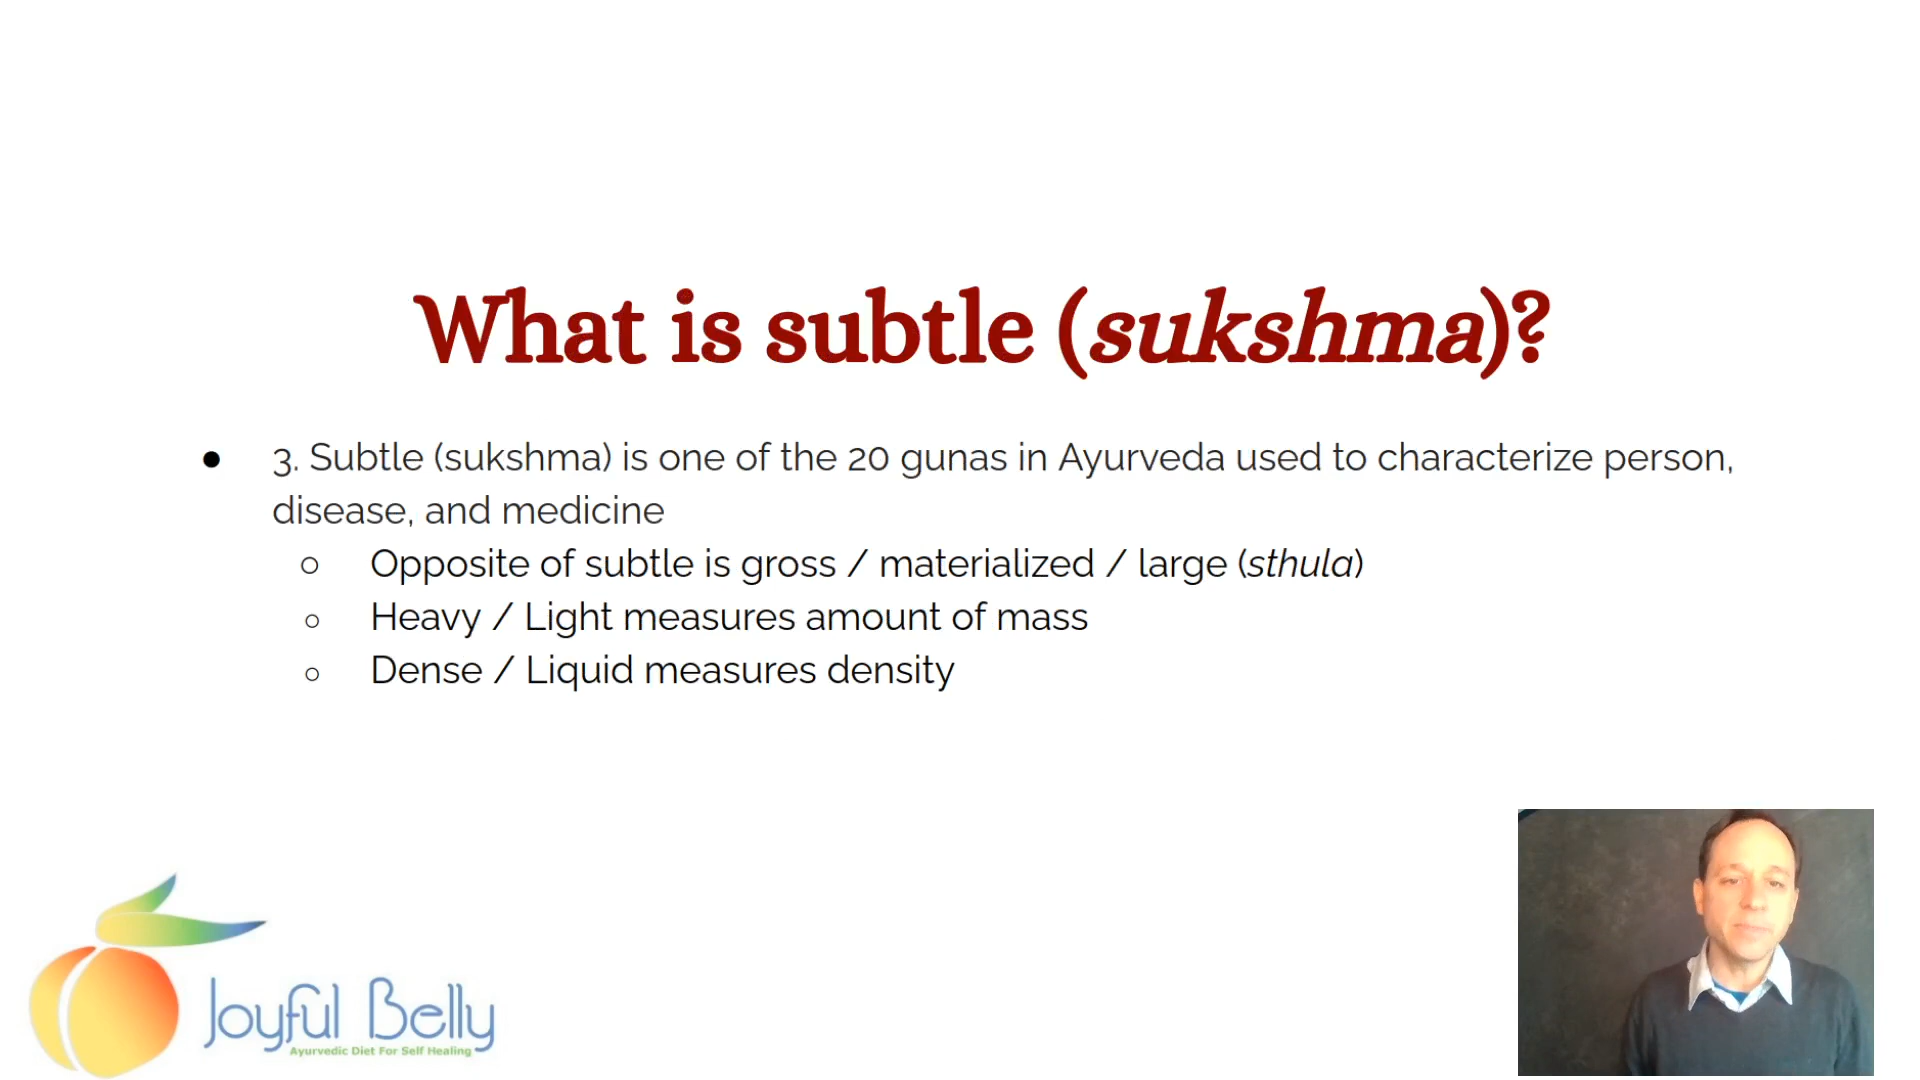 What is subtle (sukshma)?
● 3. Subtle (sukshma) is one of the 20 gunas in Ayurveda used to characterize person,
disease, and medicine
○ Opposite of subtle is gross / materialized / large (sthula)
○ Heavy / Light measures amount of mass
○ Dense / Liquid measures density
Joyful Belly
Ayurvedic Diet For Self Healing